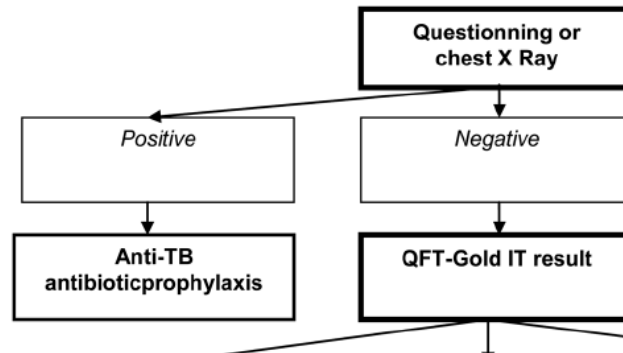 Questionning or
chest X Ray
Positive
Negative
Anti-TB
antibioticprophylaxis
QFT-Gold IT result